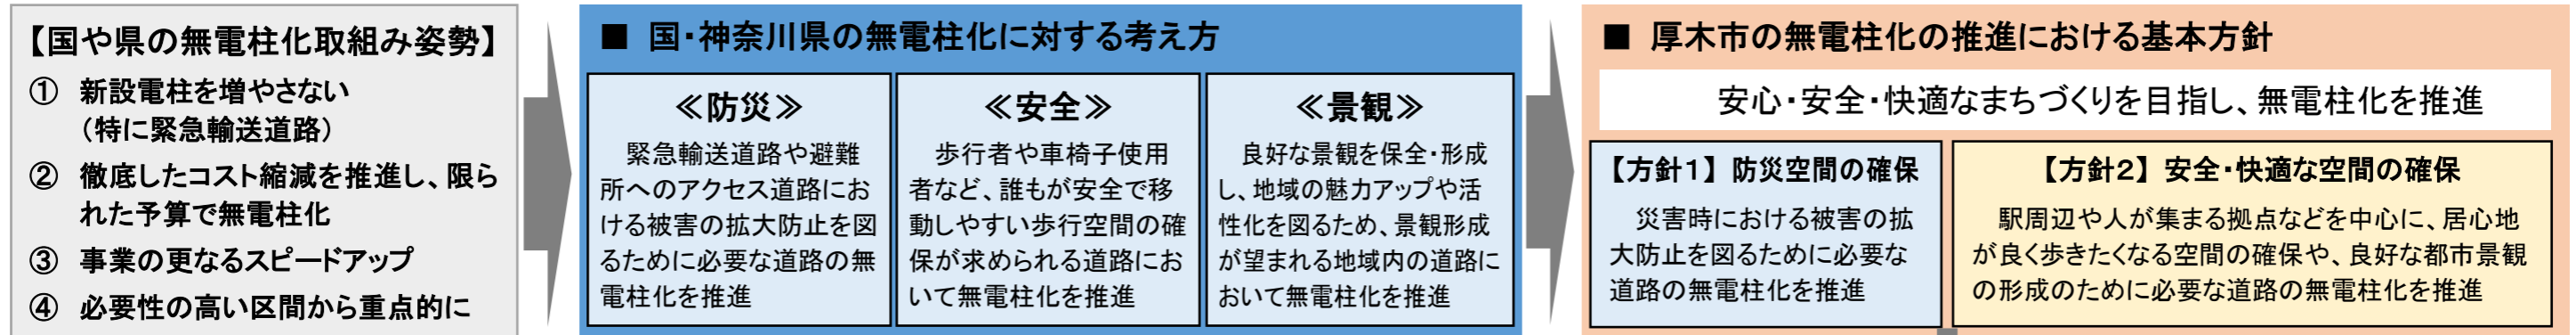 【国や県の無電柱化取組み姿勢】
① 新設電柱を増やさない
（特に緊急輸送道路）
② 徹底したコスト縮減を推進し、限ら
れた予算で無電柱化
③ 事業の更なるスピードアップ
④ 必要性の高い区間から重点的に
■ 国・神奈川県の無電柱化に対する考え方
≪防災≫
緊急輸送道路や避難
所へのアクセス道路にお
ける被害の拡大防止を図
るために必要な道路の無
電柱化を推進
≪安全≫
歩行者や車椅子使用
者など、誰もが安全で移
動しやすい歩行空間の確
保が求められる道路にお
いて無電柱化を推進
≪景観≫
良好な景観を保全・形成
し、地域の魅力アップや活
性化を図るため、景観形成
が望まれる地域内の道路に
おいて無電柱化を推進
■ 厚木市の無電柱化の推進における基本方針
安心・安全・快適なまちづくりを目指し、無電柱化を推進
【方針１】 防災空間の確保
災害時における被害の拡
大防止を図るために必要な
道路の無電柱化を推進
【方針２】 安全・快適な空間の確保
駅周辺や人が集まる拠点などを中心に、居心地
が良く歩きたくなる空間の確保や、良好な都市景観
の形成のために必要な道路の無電柱化を推進